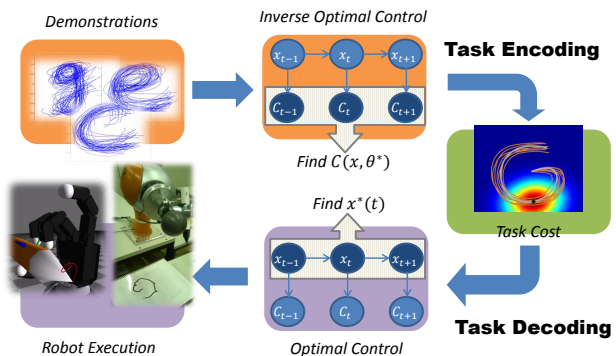 Demonstrations
Inverse Optimal Control
Task Encoding
x_{t-1} x_t x_{t+1}
C_{t-1} C_t C_{t+1}
Find C(x, θ*)
Task Cost
Find x*(t)
x_{t-1} x_t x_{t+1}
C_{t-1} C_t C_{t+1}
Optimal Control
Task Decoding
Robot Execution